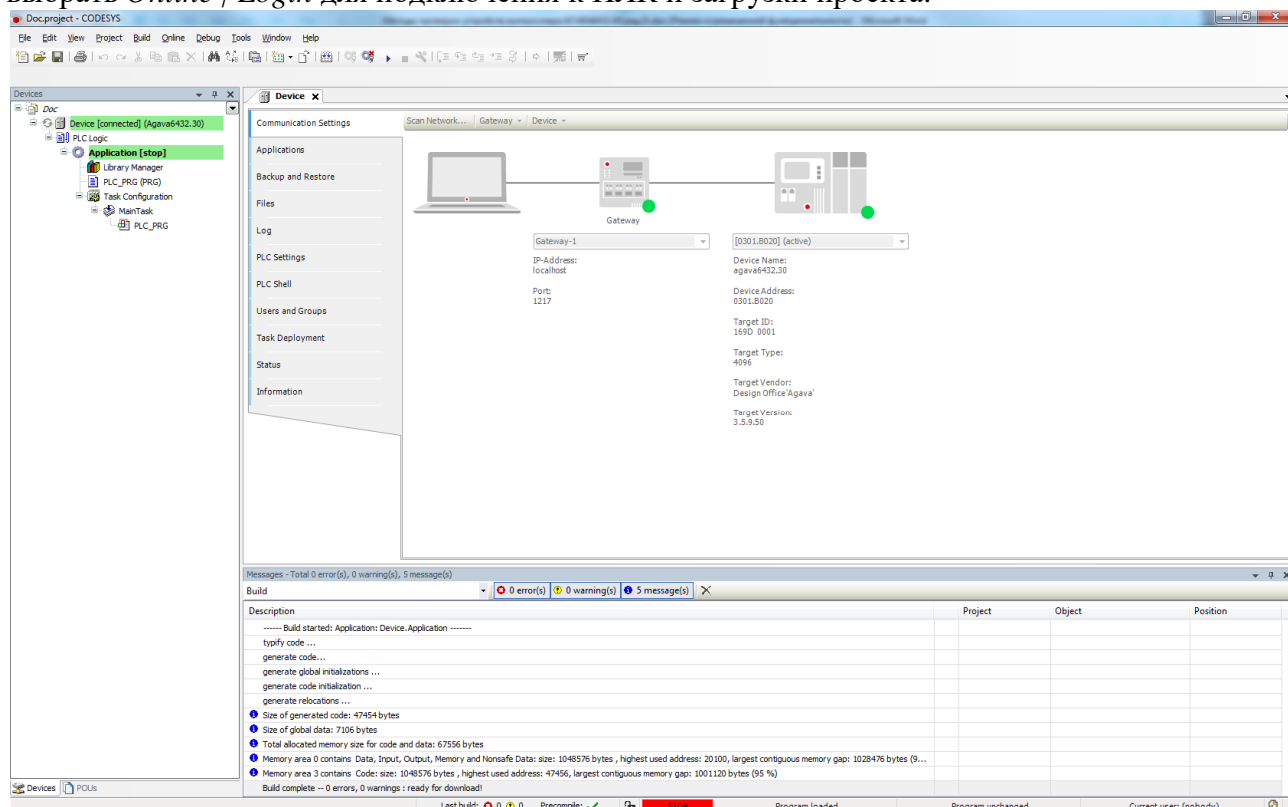 выбрать Online / Login для подключения к ПЛК и загрузки проекта.
Doc.project - CODESYS
File Edit View Project Build Online Debug Tools Window Help
Devices
Doc
Device [connected] (Agava6432.30)
PLC Logic
Application [stop]
Library Manager
PLC_PRG (PRG)
Task Configuration
MainTask
PLC_PRG
Devices POUs
Device
Communication Settings
Applications
Backup and Restore
Files
Log
PLC Settings
PLC Shell
Users and Groups
Task Deployment
Status
Information
Scan Network... Gateway Device
Gateway
Gateway-1
IP-Address:
localhost
Port:
1217
[0301.B020] (active)
Device Name:
agava6432.30
Device Address:
0301.B020
Target ID:
169D 0001
Target Type:
4096
Target Vendor:
Design Office'Agava'
Target Version:
3.5.9.50
Messages - Total 0 error(s), 0 warning(s), 5 message(s)
Build 0 error(s) 0 warning(s) 5 message(s)
Description Project Object Position
------ Build started: Application: Device.Application -------
typify code ...
generate code...
generate global initializations ...
generate code initialization ...
generate relocations ...
Size of generated code: 47454 bytes
Size of global data: 7106 bytes
Total allocated memory size for code and data: 67556 bytes
Memory area 0 contains Data, Input, Output, Memory and Nonsafe Data: size: 1048576 bytes , highest used address: 20100, largest contiguous memory gap: 1028476 bytes (9...
Memory area 3 contains Code: size: 1048576 bytes , highest used address: 47456, largest contiguous memory gap: 1001120 bytes (95 %)
Build complete -- 0 errors, 0 warnings : ready for download!
Last build: 0 0 Precompile: STOP Program loaded Program unchanged Current user: (nobody)